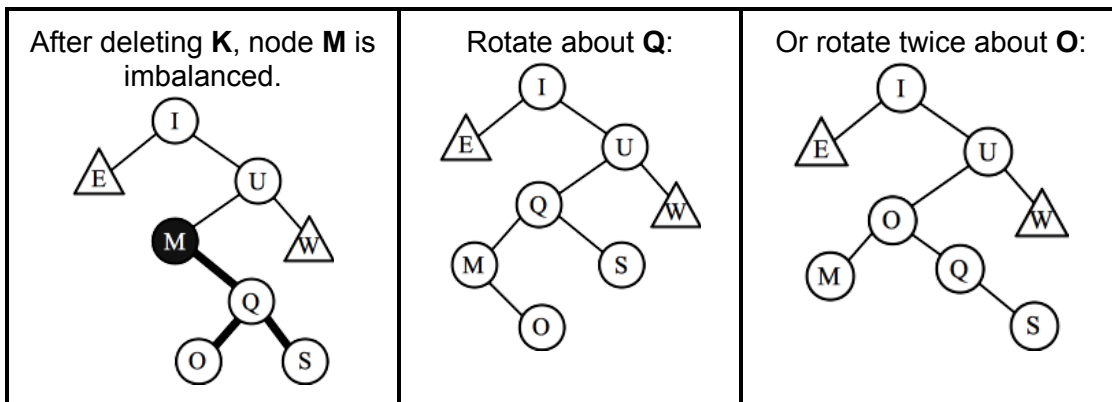 After deleting K, node M is
imbalanced.
I
E
U
M
W
Q
O
S
Rotate about Q:
I
E
U
Q
W
M
S
O
Or rotate twice about O:
I
E
U
O
W
M
Q
S